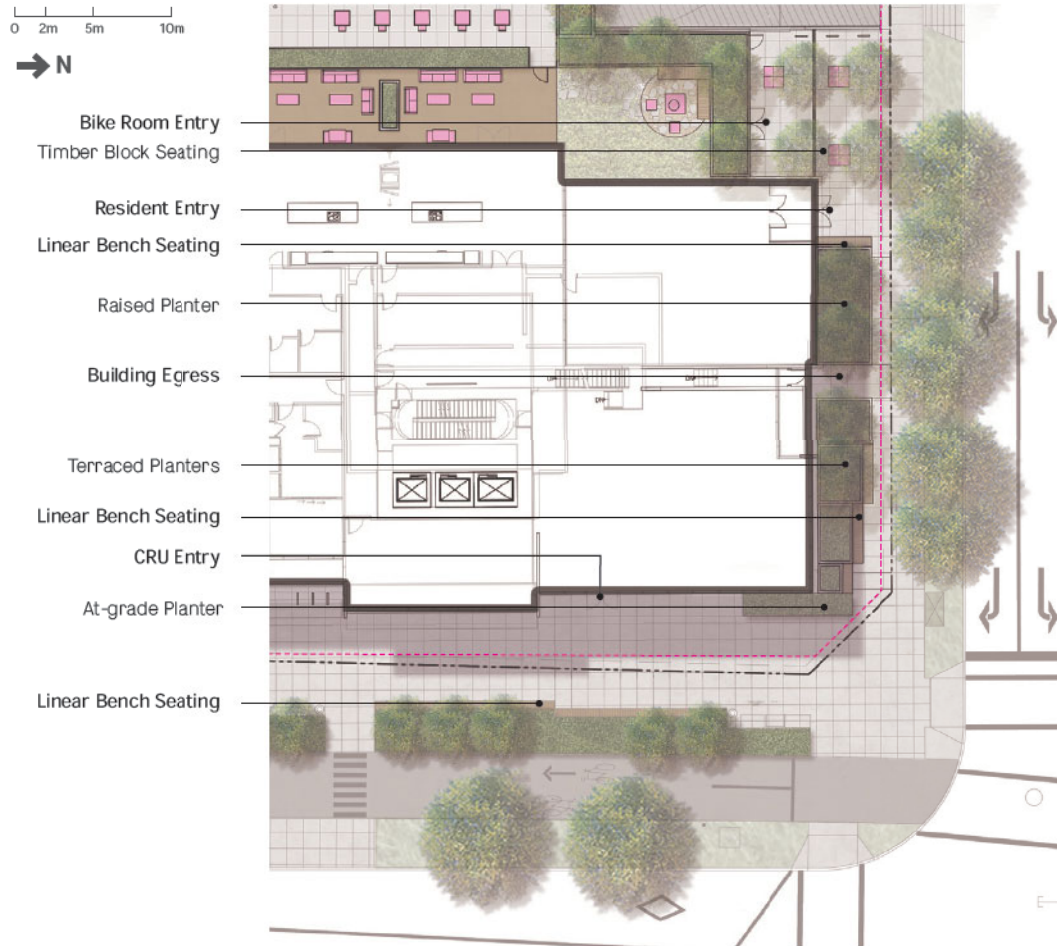 0 2m 5m 10m
N
Bike Room Entry
Timber Block Seating
Resident Entry
Linear Bench Seating
Raised Planter
Building Egress
Terraced Planters
Linear Bench Seating
CRU Entry
At-grade Planter
Linear Bench Seating